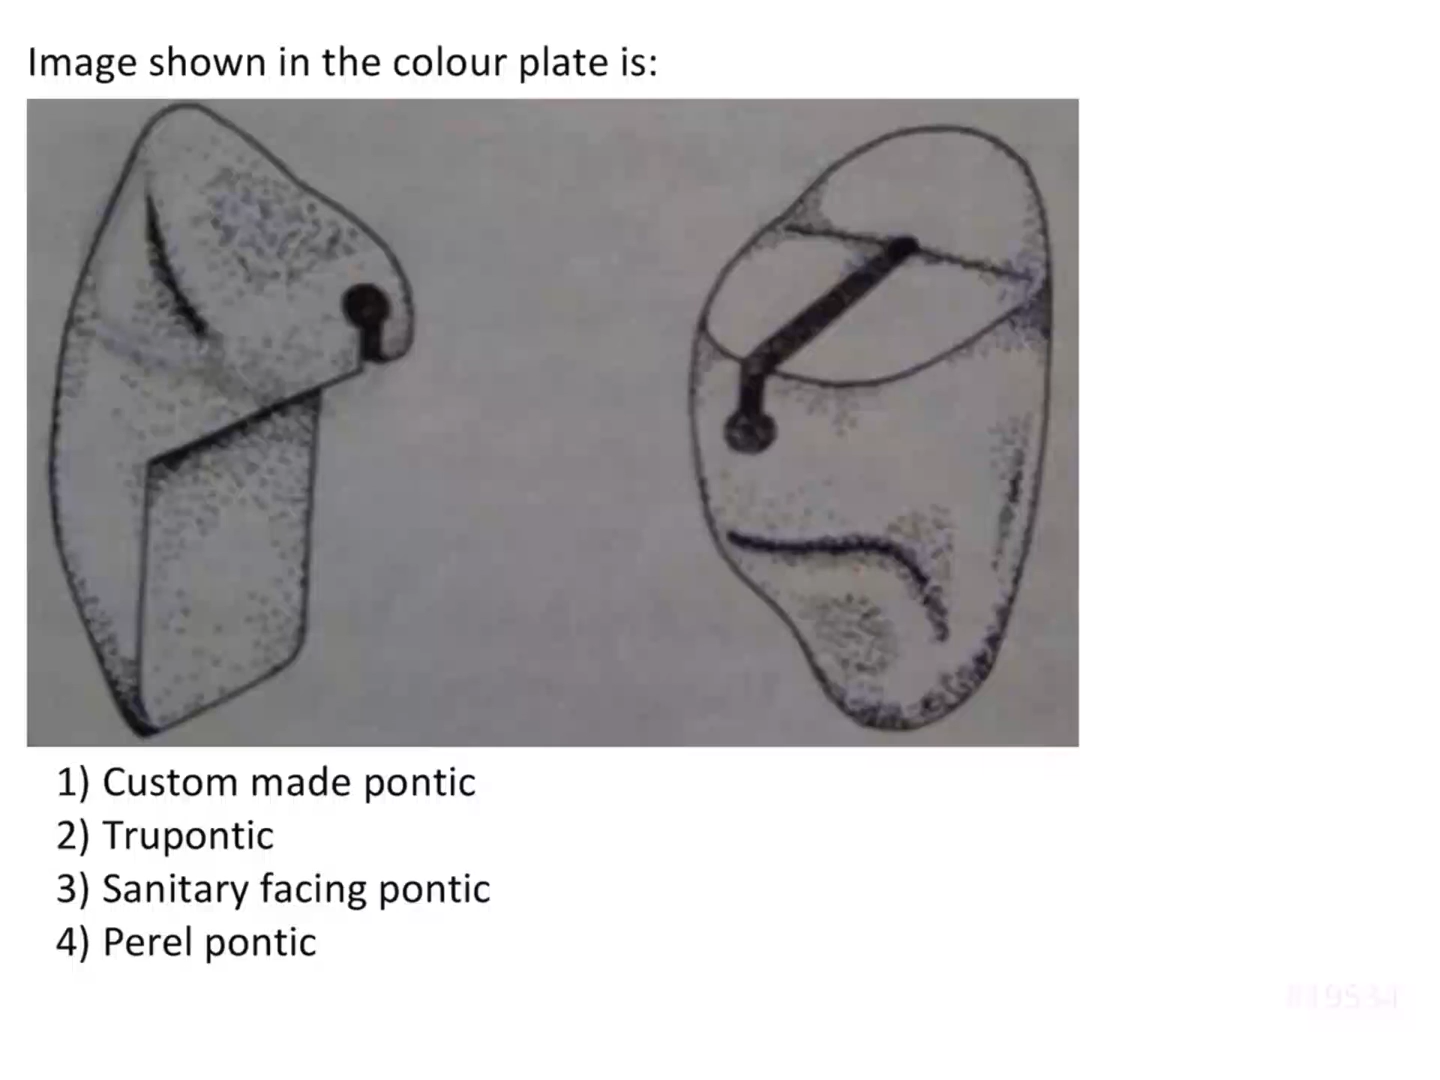 Image shown in the colour plate is:
1) Custom made pontic
2) Trupontic
3) Sanitary facing pontic
4) Perel pontic